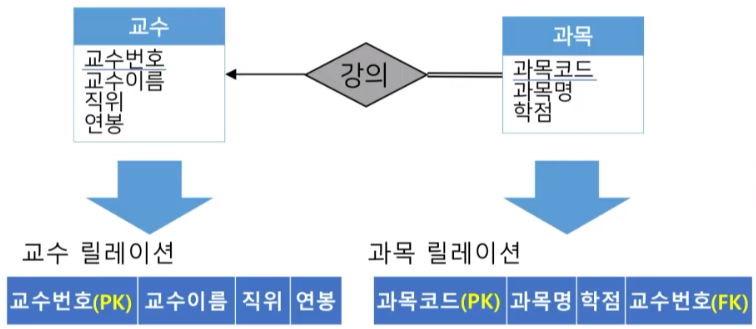 교수
교수번호
교수이름
직위
연봉
강의
과목
과목코드
과목명
학점
교수 릴레이션
교수번호(PK) 교수이름 직위 연봉
과목 릴레이션
과목코드(PK) 과목명 학점 교수번호(FK)